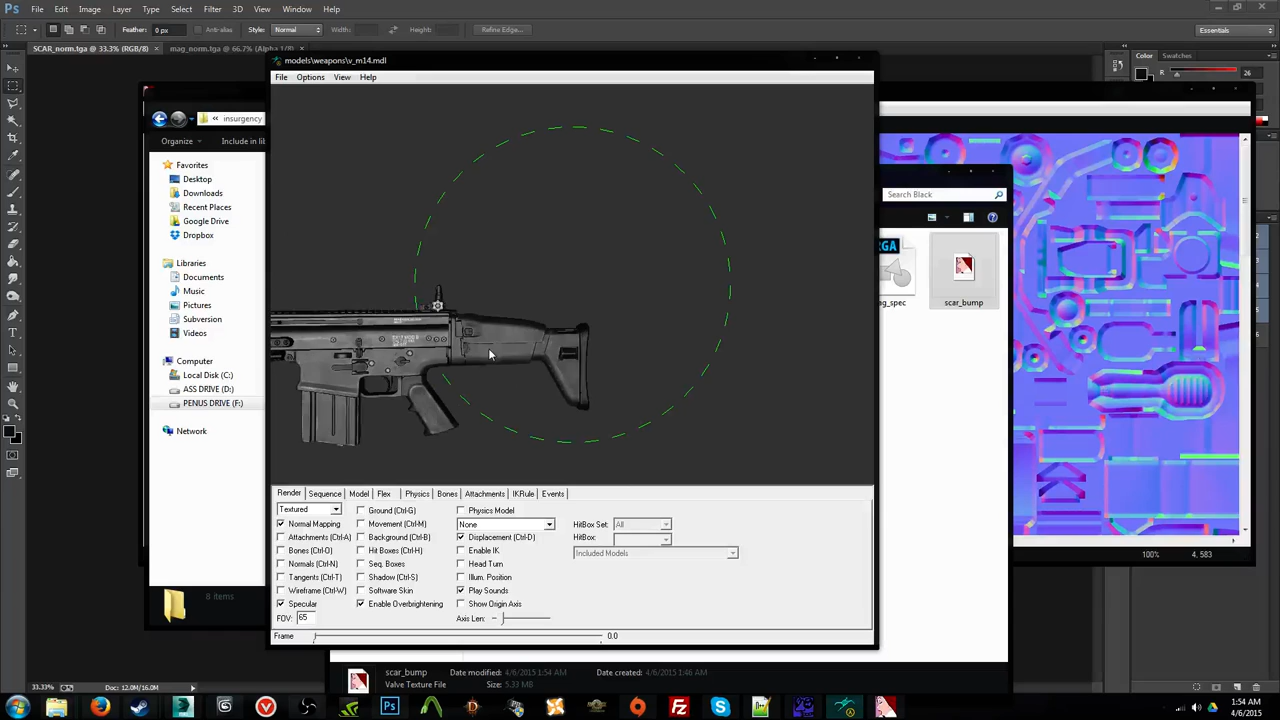 Ps File Edit Image Layer Type Select Filter 3D View Window Help
Feather: 0 px Anti-alias Style: Normal Width: Height: Refine Edge... Essentials
SCAR_norm.tga @ 33.3% (RGB/8) × mag_norm.tga @ 66.7% (Alpha 1/8) ×
models\weapons\v_m14.mdl
File Options View Help
Color Swatches
R 26
insurgency
Organize Include in lib
Search Black
Favorites
Desktop
Downloads
Recent Places
Google Drive
Dropbox
Libraries
Documents
Music
Pictures
Subversion
Videos
Computer
Local Disk (C:)
ASS DRIVE (D:)
PENUS DRIVE (F:)
Network
8 items
RGA
ag_spec
scar_bump
100% 4, 583
Render Sequence Model Flex Physics Bones Attachments IKRule Events
Textured Ground (Ctrl-G) Physics Model
Normal Mapping Movement (Ctrl-M) None HitBox Set: All
Attachments (Ctrl-A) Background (Ctrl-B) Displacement (Ctrl-D) HitBox:
Bones (Ctrl-O) Hit Boxes (Ctrl-H) Enable IK Included Models
Normals (Ctrl-N) Seq. Boxes Head Turn
Tangents (Ctrl-T) Shadow (Ctrl-S) Illum. Position
Wireframe (Ctrl-W) Software Skin Play Sounds
Specular Enable Overbrightening Show Origin Axis
FOV: 65 Axis Len:
Frame 0.0
scar_bump Date modified: 4/6/2015 1:54 AM Date created: 4/6/2015 1:46 AM
Valve Texture File Size: 5.33 MB
33.33% Doc: 12.0M/16.0M
1:54 AM
4/6/2015